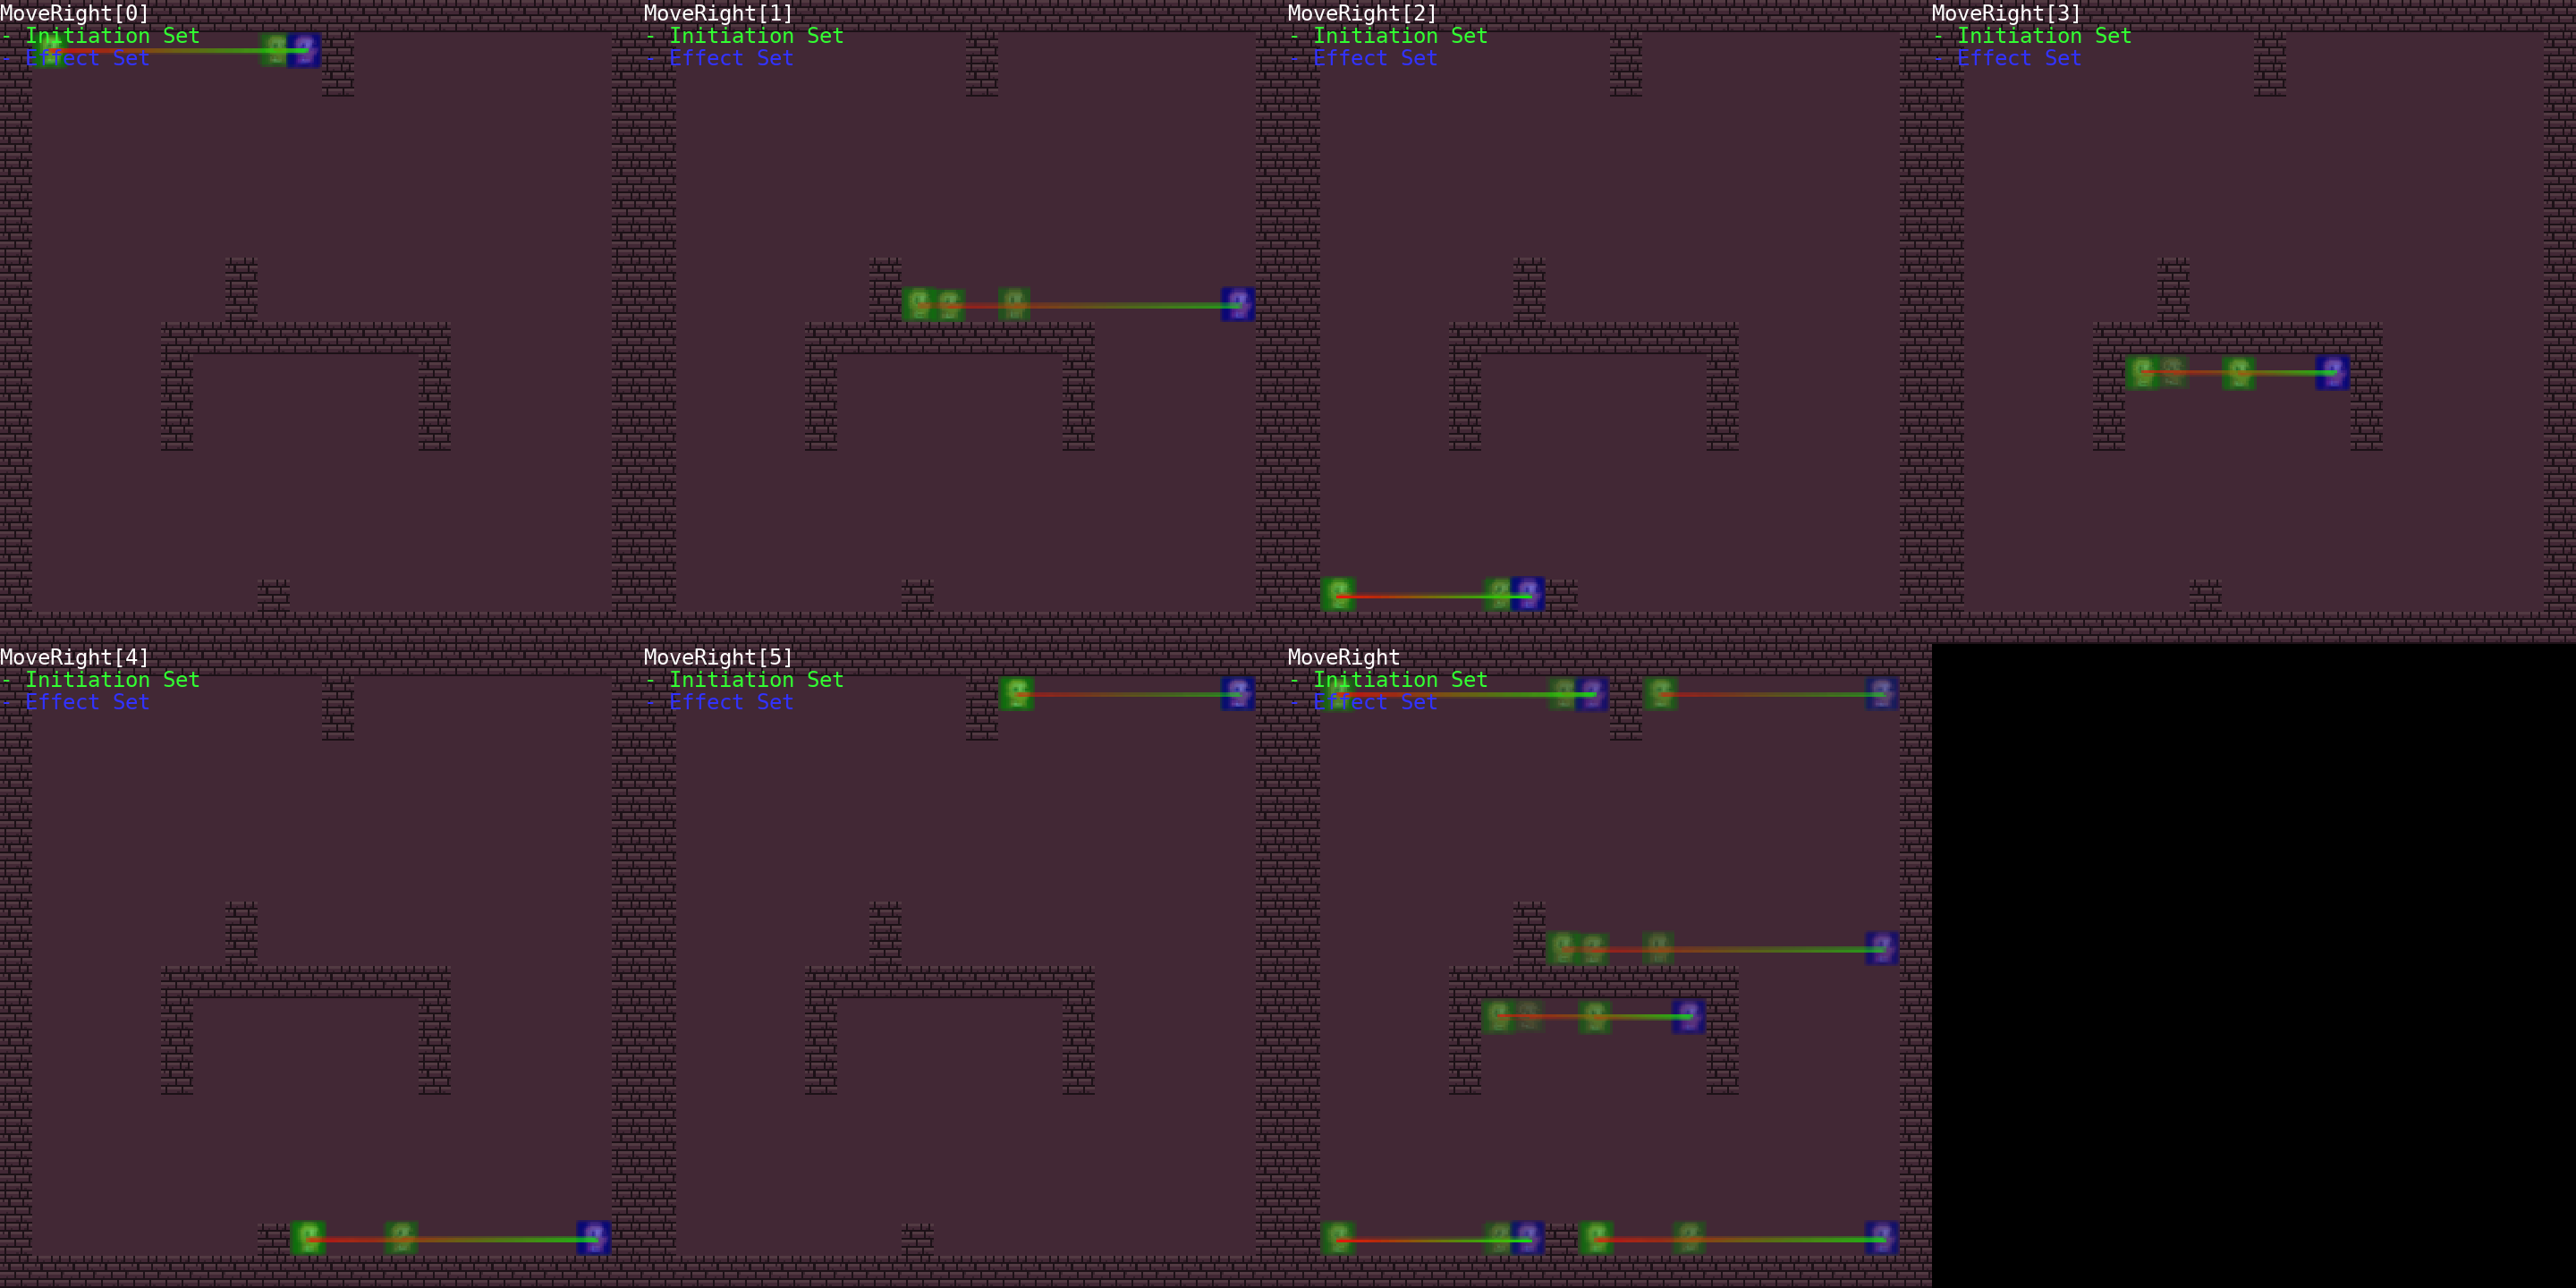 MoveRight[0]
- Initiation Set
- Effect Set
MoveRight[1]
- Initiation Set
- Effect Set
MoveRight[2]
- Initiation Set
- Effect Set
MoveRight[3]
- Initiation Set
- Effect Set
MoveRight[4]
- Initiation Set
- Effect Set
MoveRight[5]
- Initiation Set
- Effect Set
MoveRight
- Initiation Set
- Effect Set